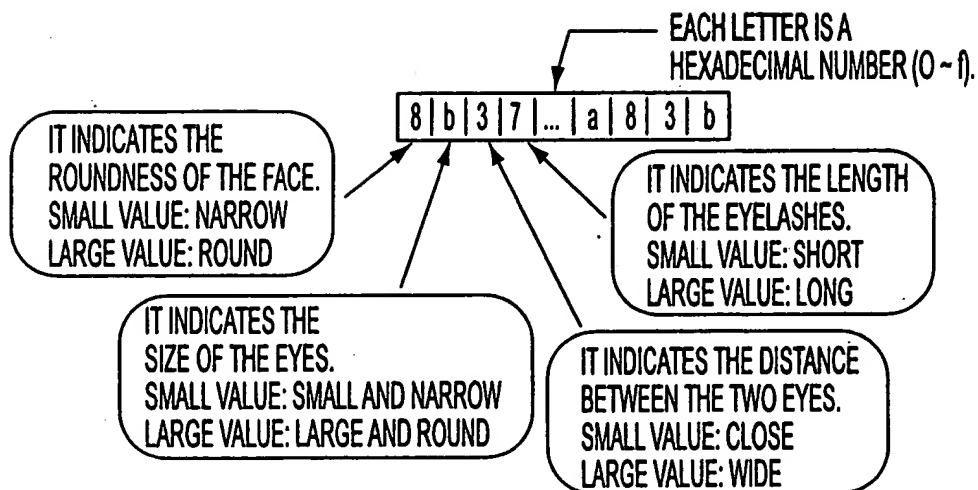 EACH LETTER IS A
HEXADECIMAL NUMBER (0 ~ f).
8 | b | 3 | 7 | ... | a | 8 | 3 | b
IT INDICATES THE
ROUNDNESS OF THE FACE.
SMALL VALUE: NARROW
LARGE VALUE: ROUND
IT INDICATES THE LENGTH
OF THE EYELASHES.
SMALL VALUE: SHORT
LARGE VALUE: LONG
IT INDICATES THE
SIZE OF THE EYES.
SMALL VALUE: SMALL AND NARROW
LARGE VALUE: LARGE AND ROUND
IT INDICATES THE DISTANCE
BETWEEN THE TWO EYES.
SMALL VALUE: CLOSE
LARGE VALUE: WIDE